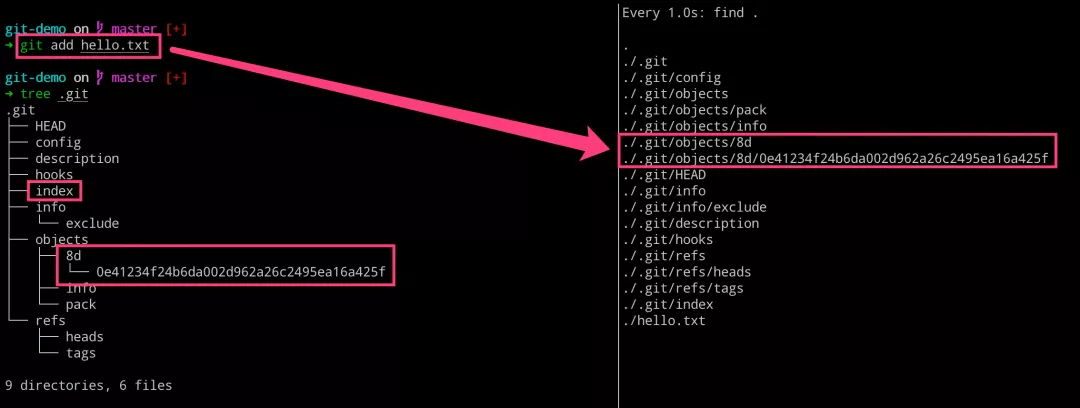 git-demo on master [+]
→ git add hello.txt
git-demo on master [+]
→ tree .git
.git
├── HEAD
├── config
├── description
├── hooks
├── index
├── info
│   └── exclude
├── objects
│   ├── 8d
│   │   └── 0e41234f24b6da002d962a26c2495ea16a425f
│   ├── info
│   └── pack
└── refs
    ├── heads
    └── tags
9 directories, 6 files
Every 1.0s: find .
.
./.git
./.git/config
./.git/objects
./.git/objects/pack
./.git/objects/info
./.git/objects/8d
./.git/objects/8d/0e41234f24b6da002d962a26c2495ea16a425f
./.git/HEAD
./.git/info
./.git/info/exclude
./.git/description
./.git/hooks
./.git/refs
./.git/refs/heads
./.git/refs/tags
./.git/index
./hello.txt